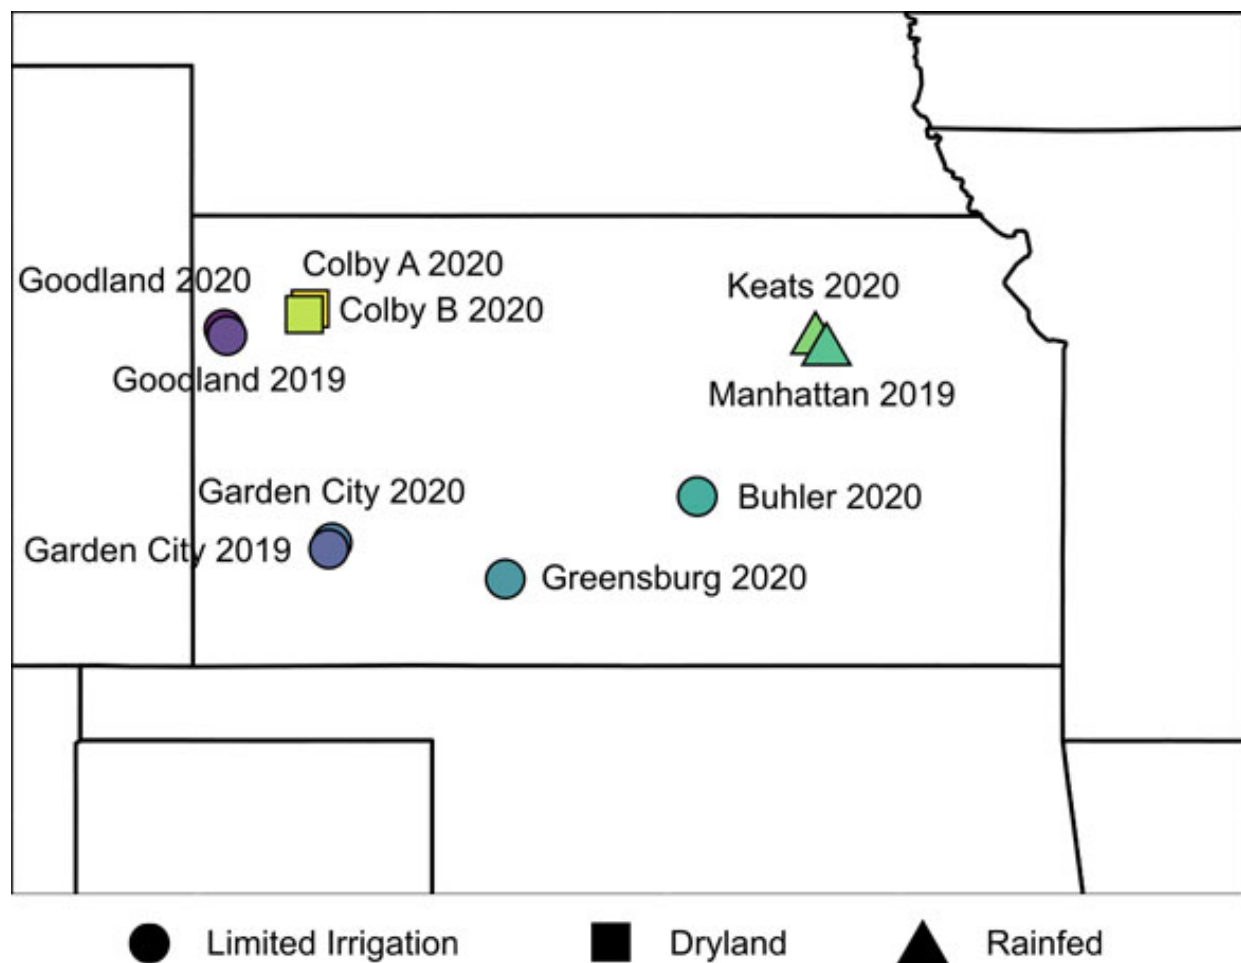 Colby A 2020
Goodland 2020
Keats 2020
Colby B 2020
Goodland 2019
Manhattan 2019
Garden City 2020
Buhler 2020
Garden City 2019
Greensburg 2020
Limited Irrigation
Dryland
Rainfed